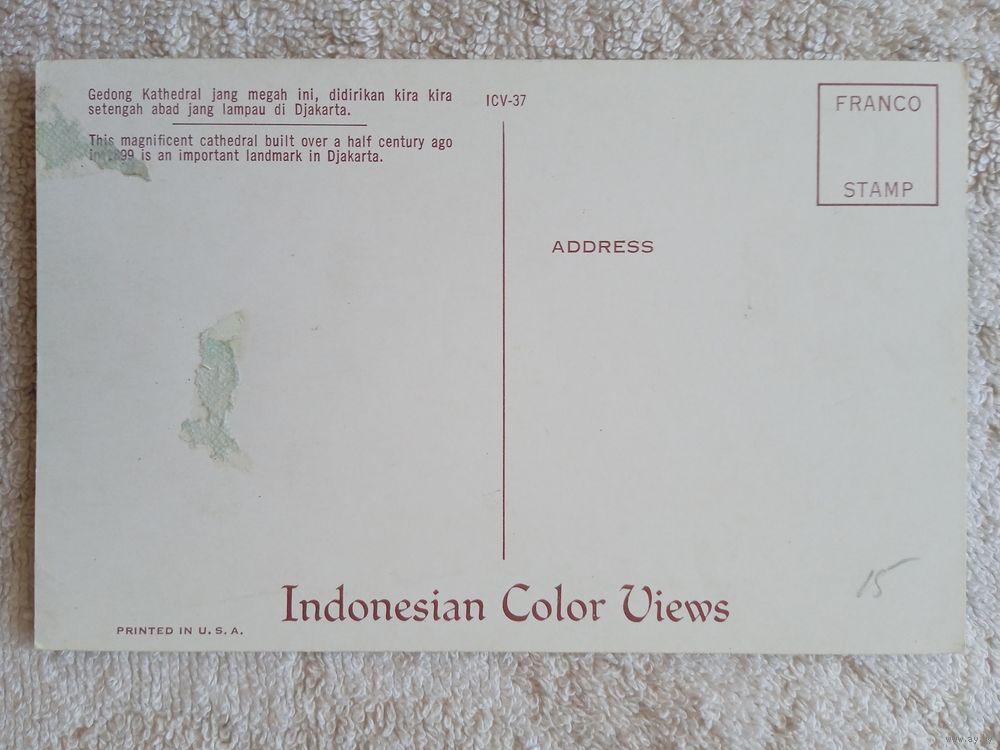 Gedong Kathedral jang megah ini, didirikan kira kira
setengah abad jang lampau di Djakarta.
This magnificent cathedral built over a half century ago
is an important landmark in Djakarta.
ICV-37
FRANCO
STAMP
ADDRESS
15
Indonesian Color Views
PRINTED IN U.S.A.